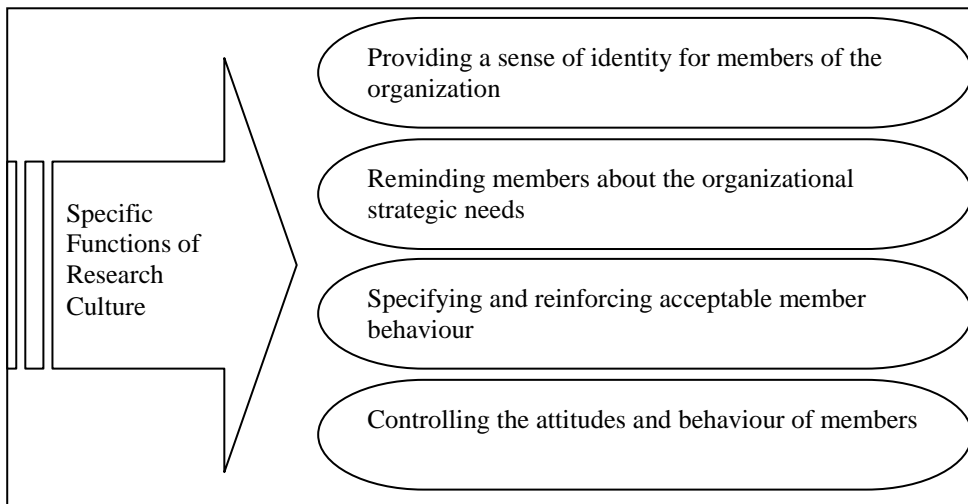 Specific
Functions of
Research
Culture
Providing a sense of identity for members of the
organization
Reminding members about the organizational
strategic needs
Specifying and reinforcing acceptable member
behaviour
Controlling the attitudes and behaviour of members